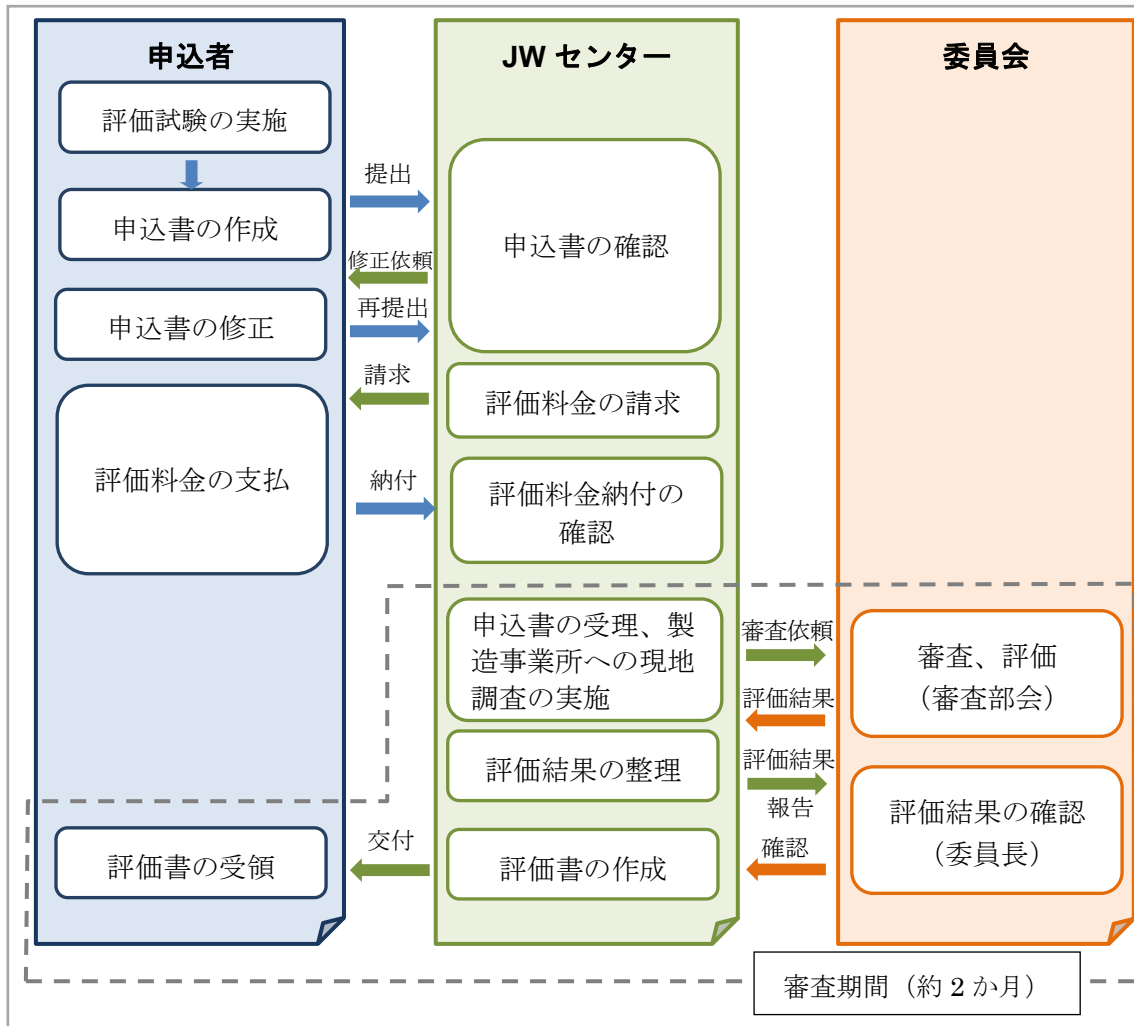 申込者
JW センター
委員会
評価試験の実施
提出
申込書の作成
申込書の確認
修正依頼
申込書の修正
再提出
請求
評価料金の請求
評価料金の支払
納付
評価料金納付の
確認
申込書の受理、製
造事業所への現地
調査の実施
審査依頼
審査、評価
（審査部会）
評価結果
評価結果の整理
評価結果
報告
評価結果の確認
（委員長）
確認
評価書の作成
交付
評価書の受領
審査期間（約 2 か月）